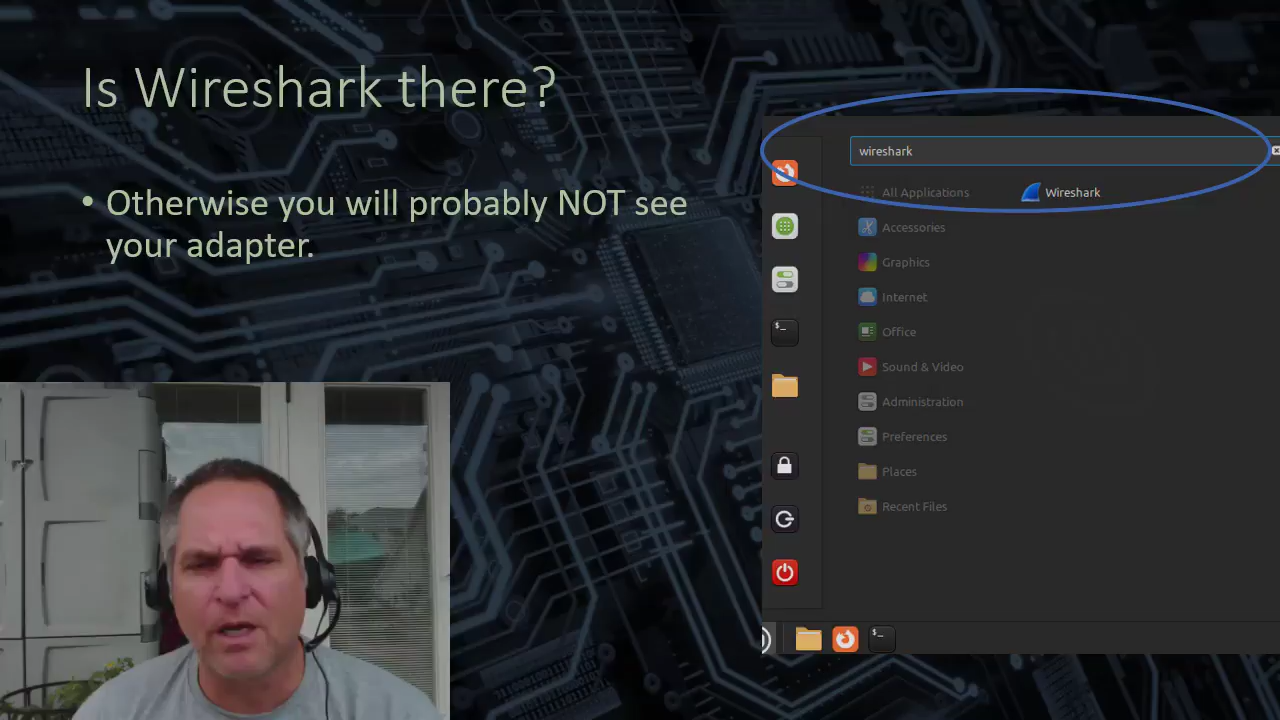 Is Wireshark there?
• Otherwise you will probably NOT see
your adapter.
wireshark
All Applications
Wireshark
Accessories
Graphics
Internet
Office
Sound & Video
Administration
Preferences
Places
Recent Files
$_
$_